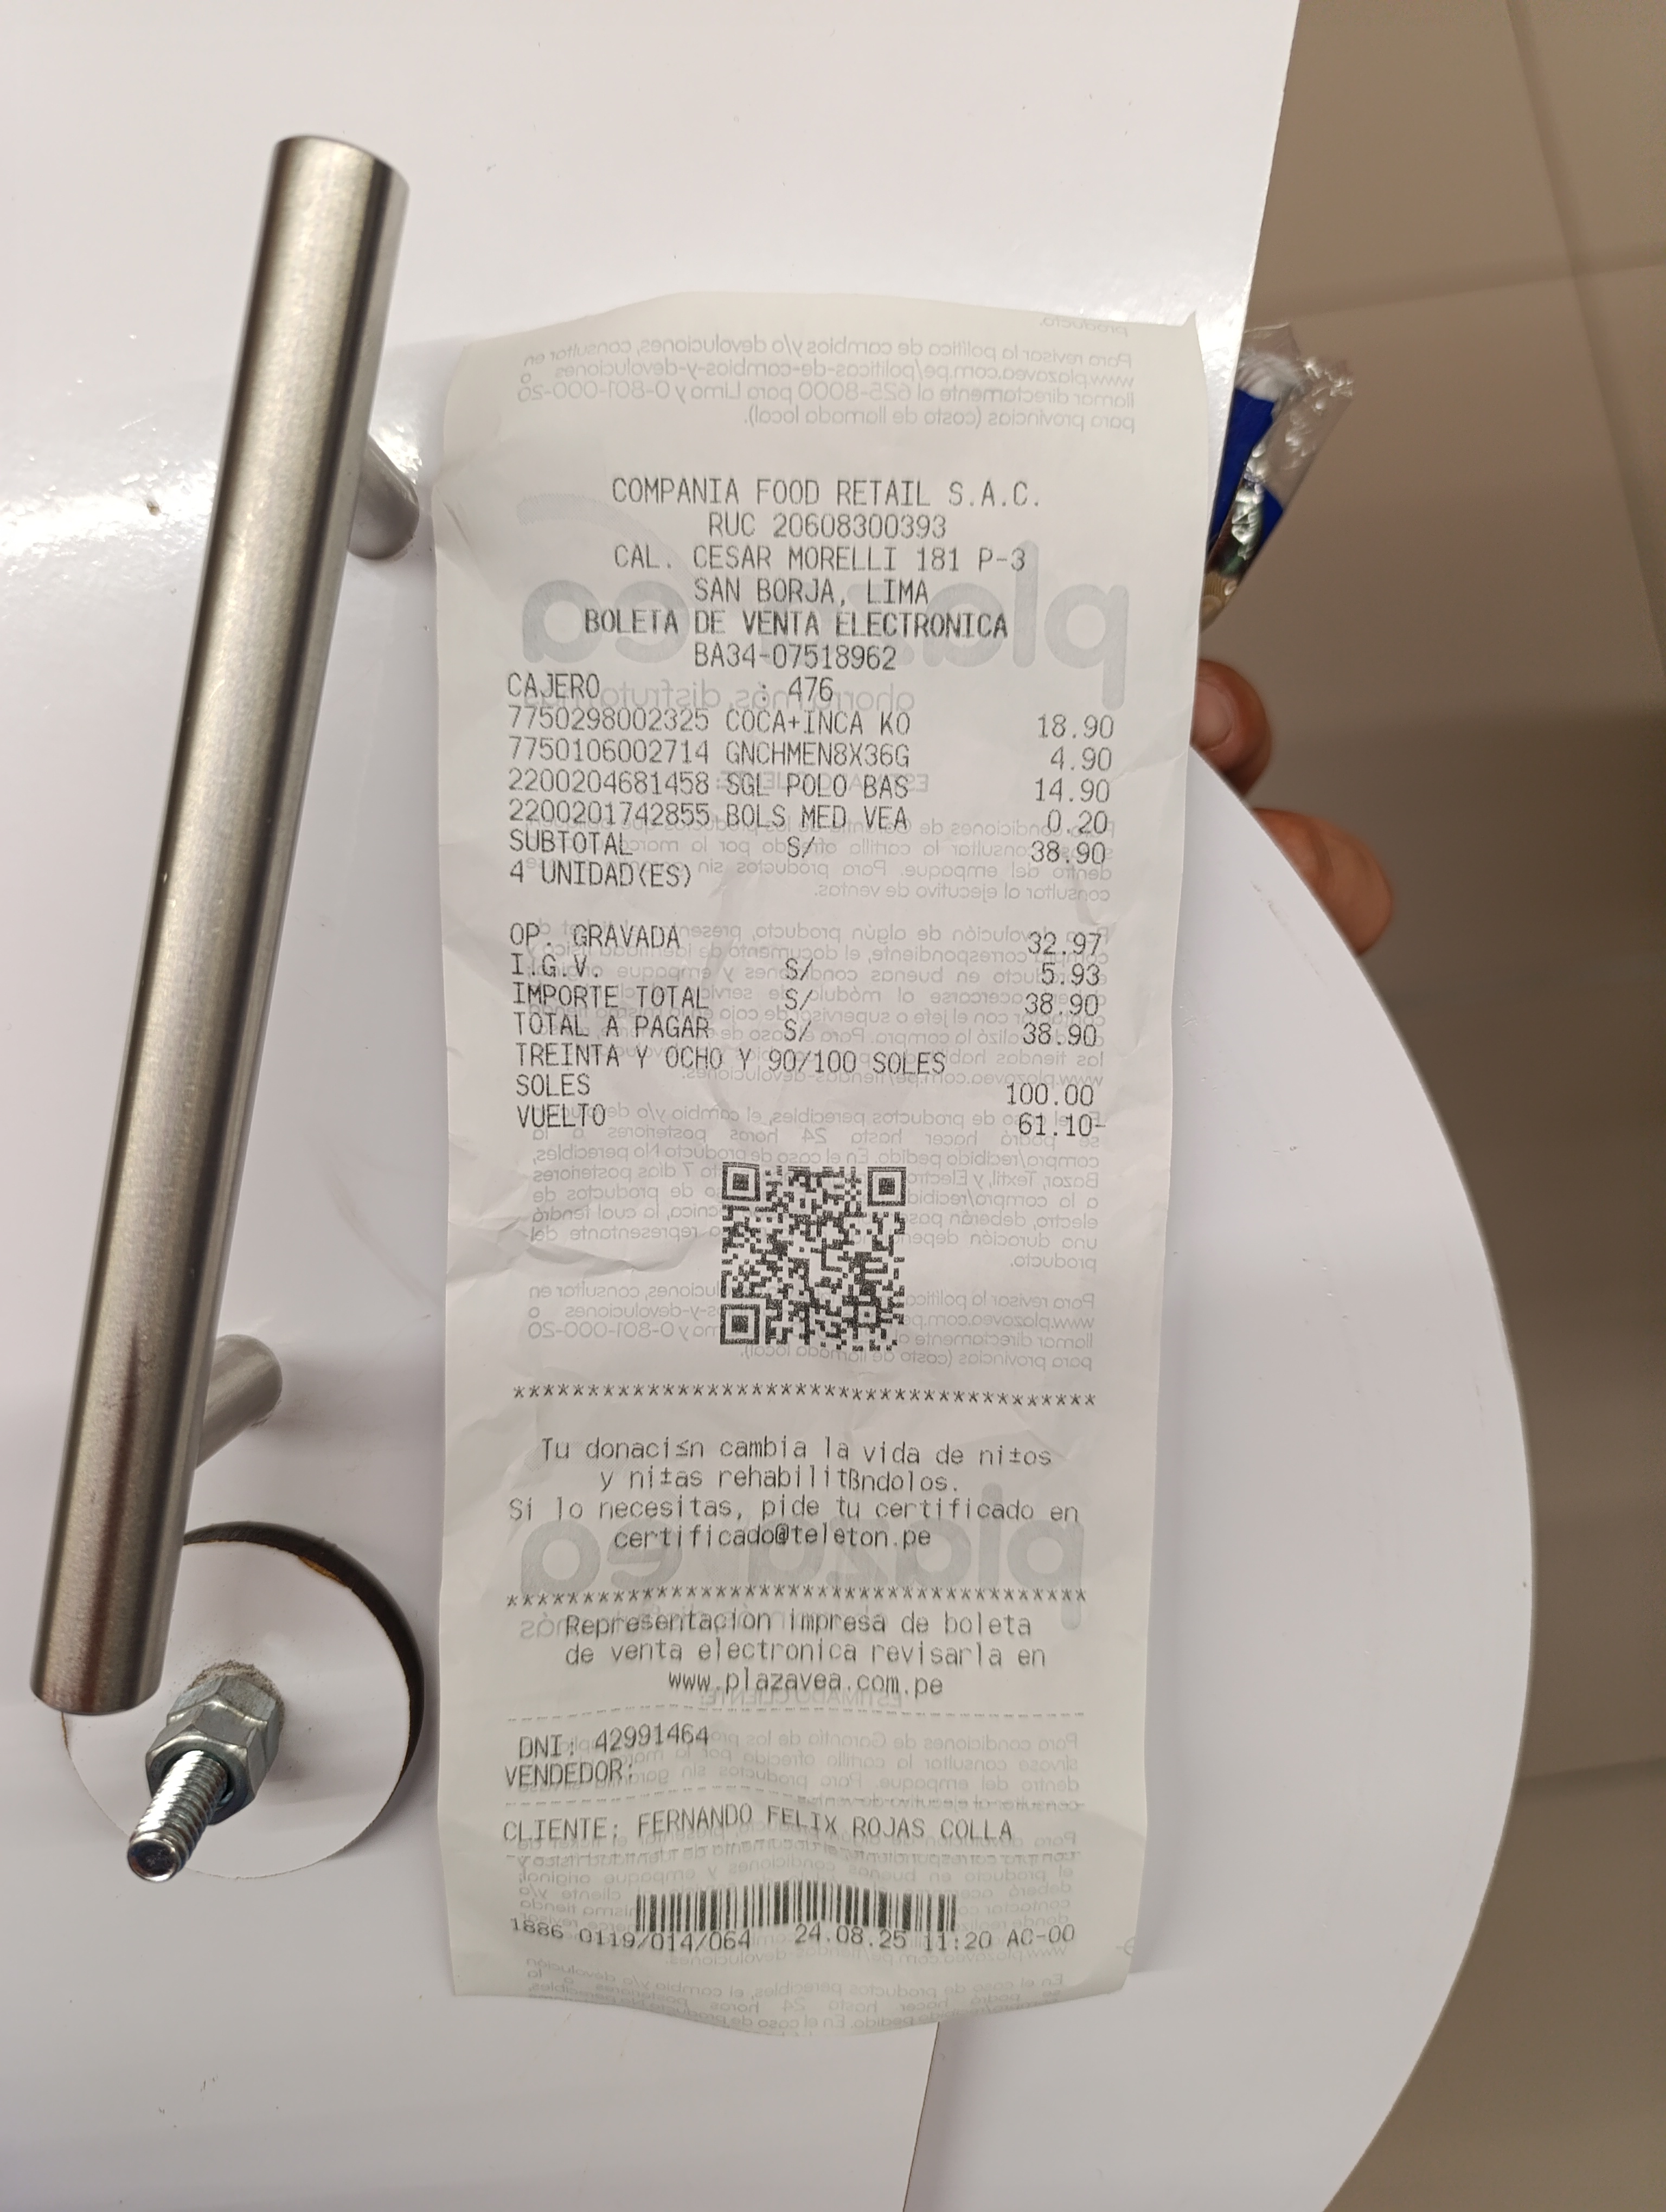 COMPANIA FOOD RETAIL S.A.C.
RUC 20608300393
CAL. CESAR MORELLI 181 P-3
SAN BORJA, LIMA
BOLETA DE VENTA ELECTRONICA
BA34-07518962
CAJERO : 476
7750298002325 COCA+INCA KO 18.90
7750106002714 GNCHMEN8X36G 4.90
2200204681458 SGL POLO BAS 14.90
2200201742855 BOLS MED VEA 0.20
SUBTOTAL S/ 38.90
4 UNIDAD(ES)
OP. GRAVADA 32.97
I.G.V. S/ 5.93
IMPORTE TOTAL S/ 38.90
TOTAL A PAGAR S/ 38.90
TREINTA Y OCHO Y 90/100 SOLES
SOLES 100.00
VUELTO 61.10-
****************************************
Tu donaci≤n cambia la vida de ni±os
y ni±as rehabilitßndolos.
Si lo necesitas, pide tu certificado en
certificado@teleton.pe
****************************************
Representacion impresa de boleta
de venta electronica revisarla en
www.plazavea.com.pe
DNI: 42991464
VENDEDOR:
CLIENTE: FERNANDO FELIX ROJAS COLLA
1886 0119/014/064 24.08.25 11:20 AC-00